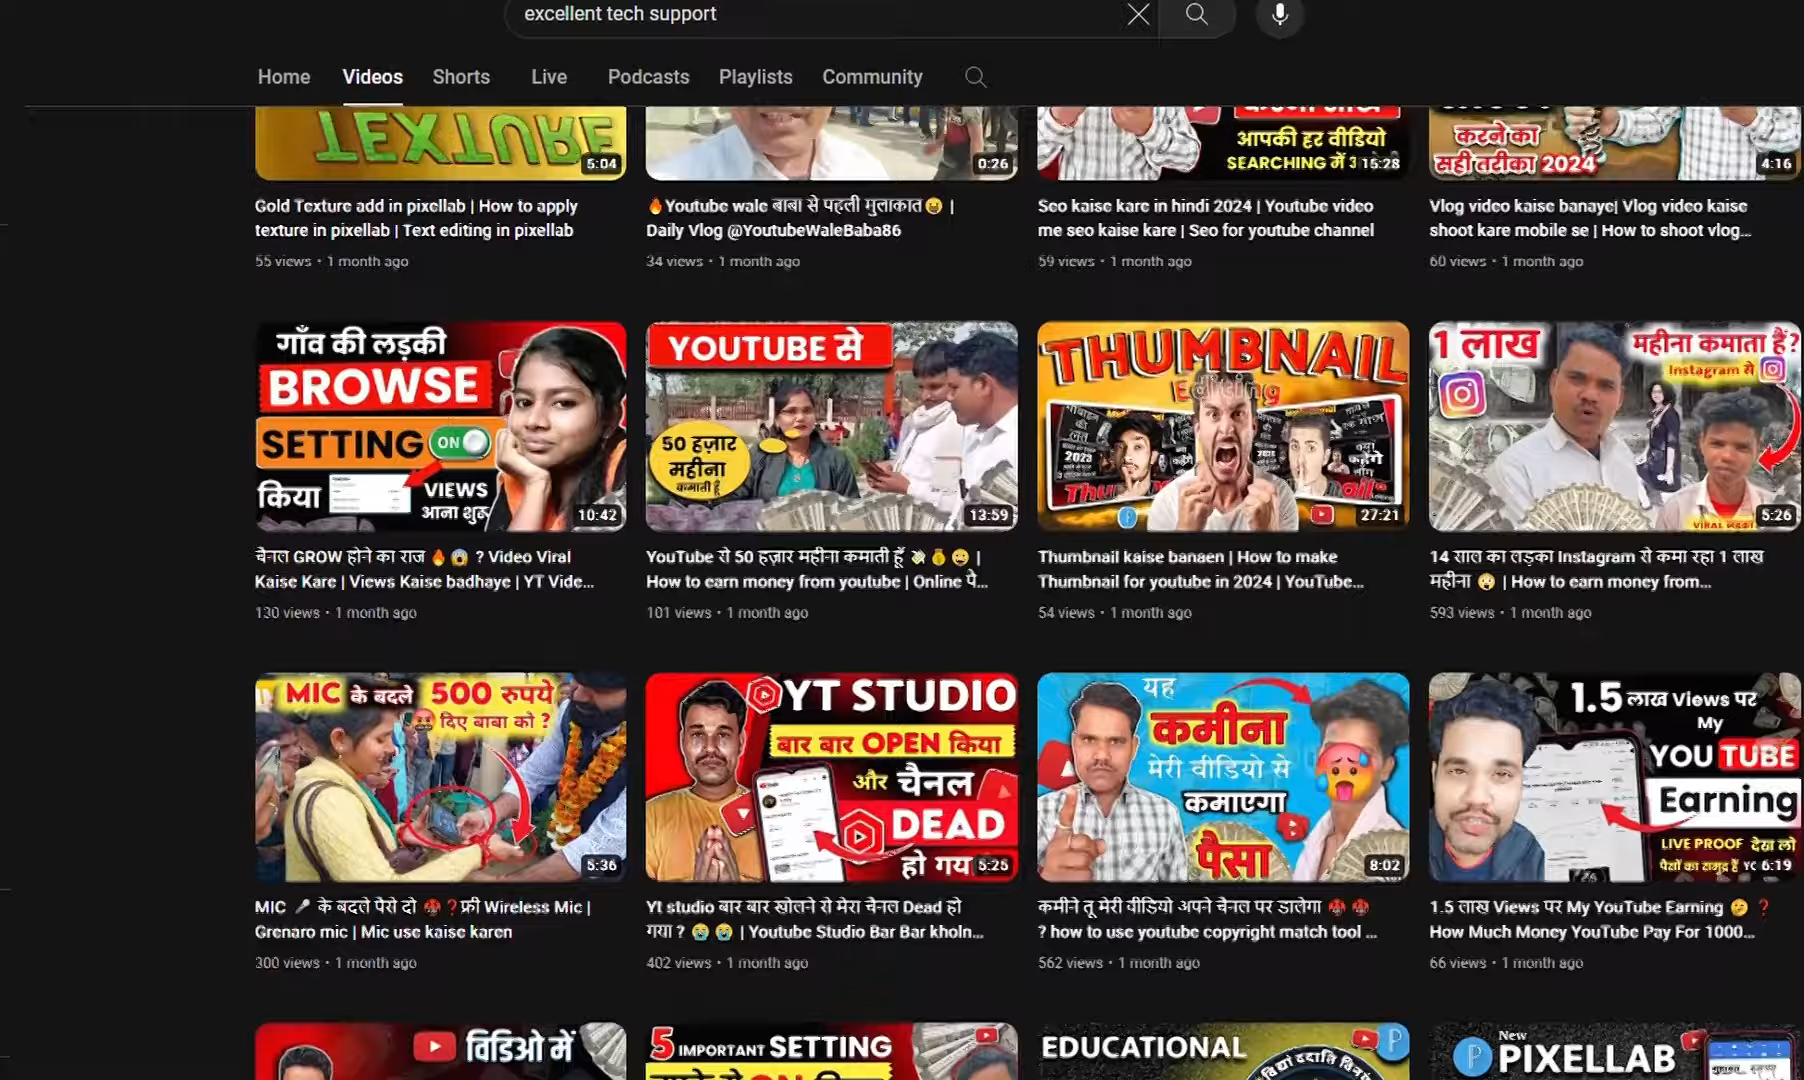 excellent tech support
Home Videos Shorts Live Podcasts Playlists Community
TEXTURE
5:04
0:26
आपकी हर वीडियो
SEARCHING में
15:28
करने का
सही तरीका 2024
4:16
Gold Texture add in pixellab | How to apply
texture in pixellab | Text editing in pixellab
55 views • 1 month ago
🔥Youtube wale बाबा से पहली मुलाकात😀 |
Daily Vlog @YoutubeWaleBaba86
34 views • 1 month ago
Seo kaise kare in hindi 2024 | Youtube video
me seo kaise kare | Seo for youtube channel
59 views • 1 month ago
Vlog video kaise banaye| Vlog video kaise
shoot kare mobile se | How to shoot vlog...
60 views • 1 month ago
गाँव की लड़की
BROWSE
SETTING ON
किया
VIEWS
आना शुरू
10:42
YOUTUBE से
50 हज़ार
महीना
कमाती हैं
13:59
THUMBNAIL
Editing
2023
27:21
1 लाख
महीना कमाता है?
Instagram से
5:26
चैनल GROW होने का राज 🔥😱 ? Video Viral
Kaise Kare | Views Kaise badhaye | YT Vide...
130 views • 1 month ago
YouTube से 50 हज़ार महीना कमाती हूँ 💸💰😀 |
How to earn money from youtube | Online पै...
101 views • 1 month ago
Thumbnail kaise banaen | How to make
Thumbnail for youtube in 2024 | YouTube...
54 views • 1 month ago
14 साल का लड़का Instagram से कमा रहा 1 लाख
महीना 😲 | How to earn money from...
593 views • 1 month ago
MIC के बदले 500 रुपये
दिए बाबा को ?
5:36
YT STUDIO
बार बार OPEN किया
और चैनल
DEAD
हो गय
5:25
यह
कमीना
मेरी वीडियो से
कमाएगा
पैसा
8:02
1.5 लाख Views पर
My
YOU TUBE
Earning
LIVE PROOF देख लो
पैसों का समुद्र है YC
6:19
MIC 🎤 के बदले पैसे दो 👺❓फ्री Wireless Mic |
Grenaro mic | Mic use kaise karen
300 views • 1 month ago
Yt studio बार बार खोलने से मेरा चैनल Dead हो
गया ? 😭 😭 | Youtube Studio Bar Bar kholn...
402 views • 1 month ago
कमीने तू मेरी वीडियो अपने चैनल पर डालेगा 👺 👺
? how to use youtube copyright match tool ...
562 views • 1 month ago
1.5 लाख Views पर My YouTube Earning 🤔 ❓
How Much Money YouTube Pay For 1000...
66 views • 1 month ago
विडिओ में
5 IMPORTANT SETTING
EDUCATIONAL
New
PIXELLAB